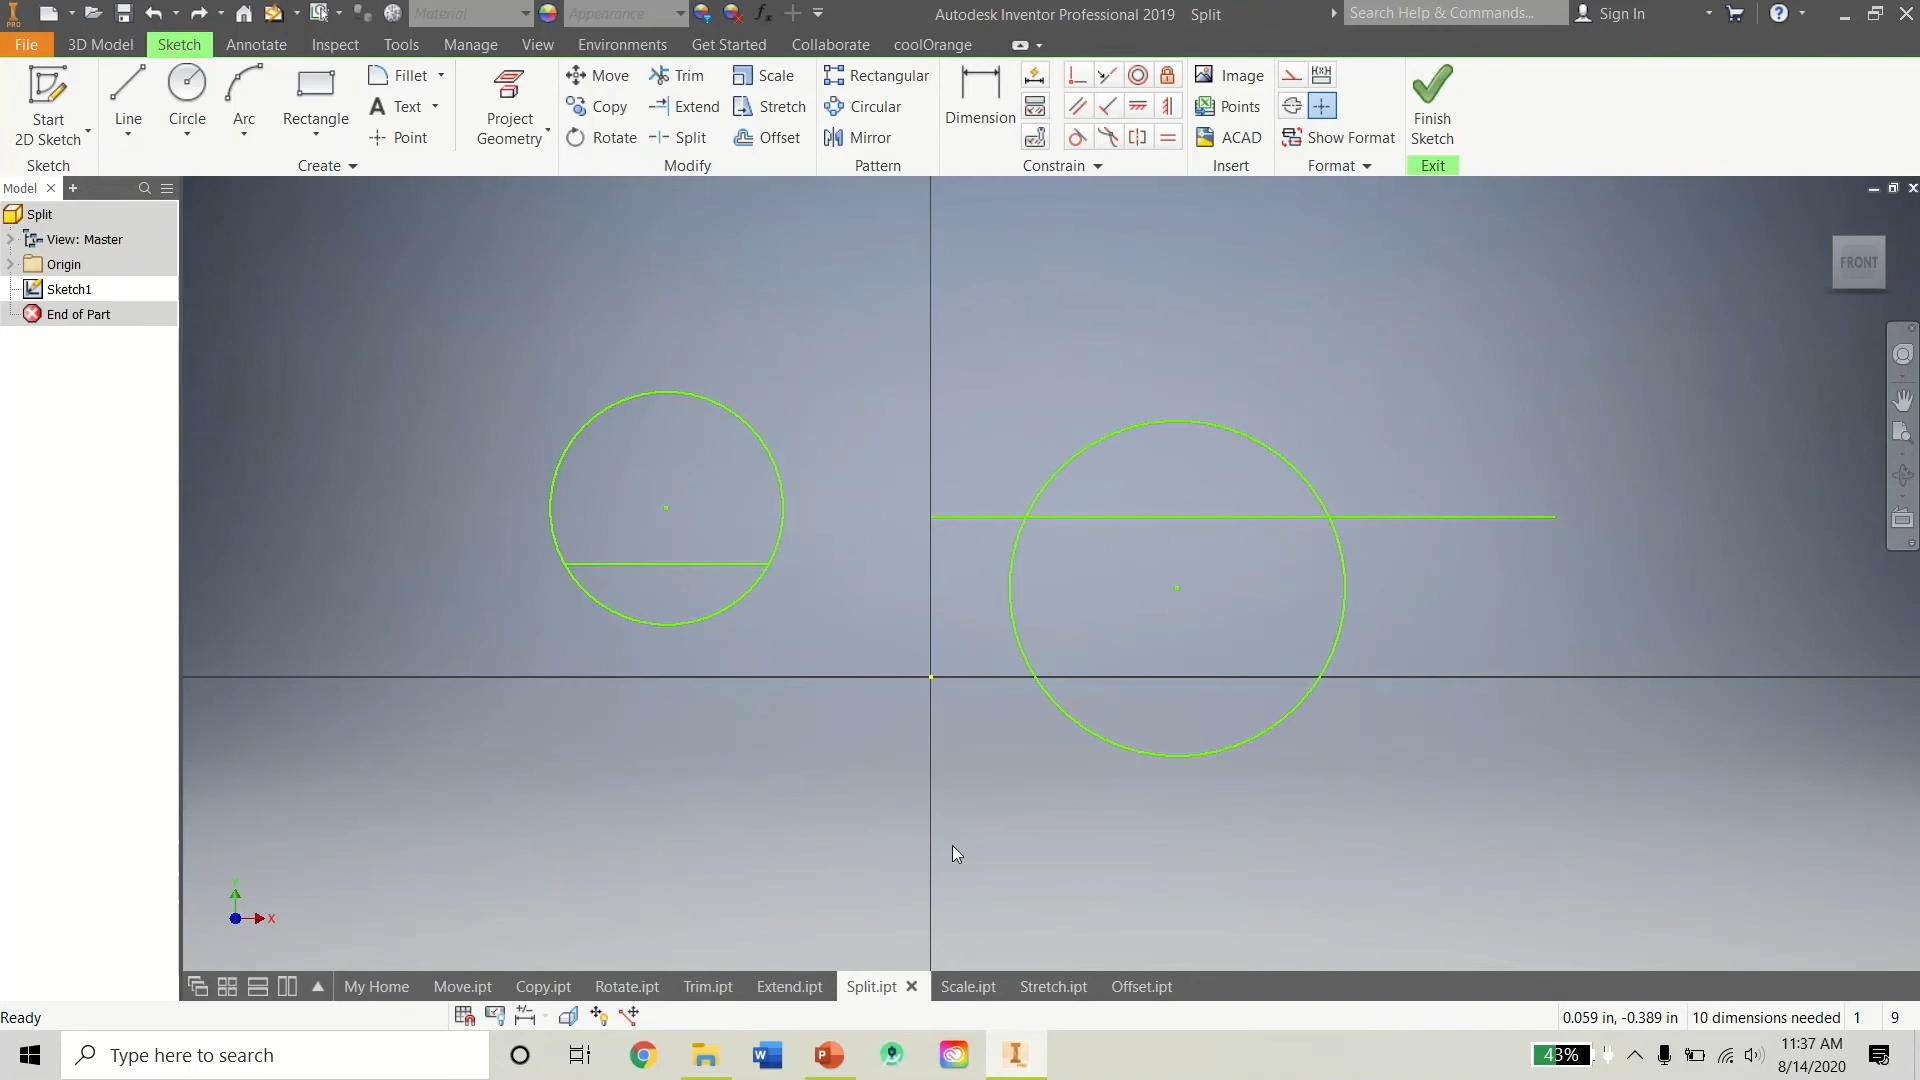 PRO
Material
Appearance
Autodesk Inventor Professional 2019 Split
Search Help & Commands...
Sign In
File 3D Model Sketch Annotate Inspect Tools Manage View Environments Get Started Collaborate coolOrange
Start
2D Sketch
Line
Circle
Arc
Rectangle
Fillet
Text
Point
Project
Geometry
Move
Copy
Rotate
Trim
Extend
Split
Scale
Stretch
Offset
Rectangular
Circular
Mirror
Dimension
Image
Points
ACAD
Show Format
Finish
Sketch
Sketch Create Modify Pattern Constrain Insert Format Exit
Model
Split
View: Master
Origin
Sketch1
End of Part
FRONT
Y
X
My Home Move.ipt Copy.ipt Rotate.ipt Trim.ipt Extend.ipt Split.ipt Scale.ipt Stretch.ipt Offset.ipt
Ready
0.059 in, -0.389 in 10 dimensions needed 1 9
Type here to search
43%
11:37 AM
8/14/2020